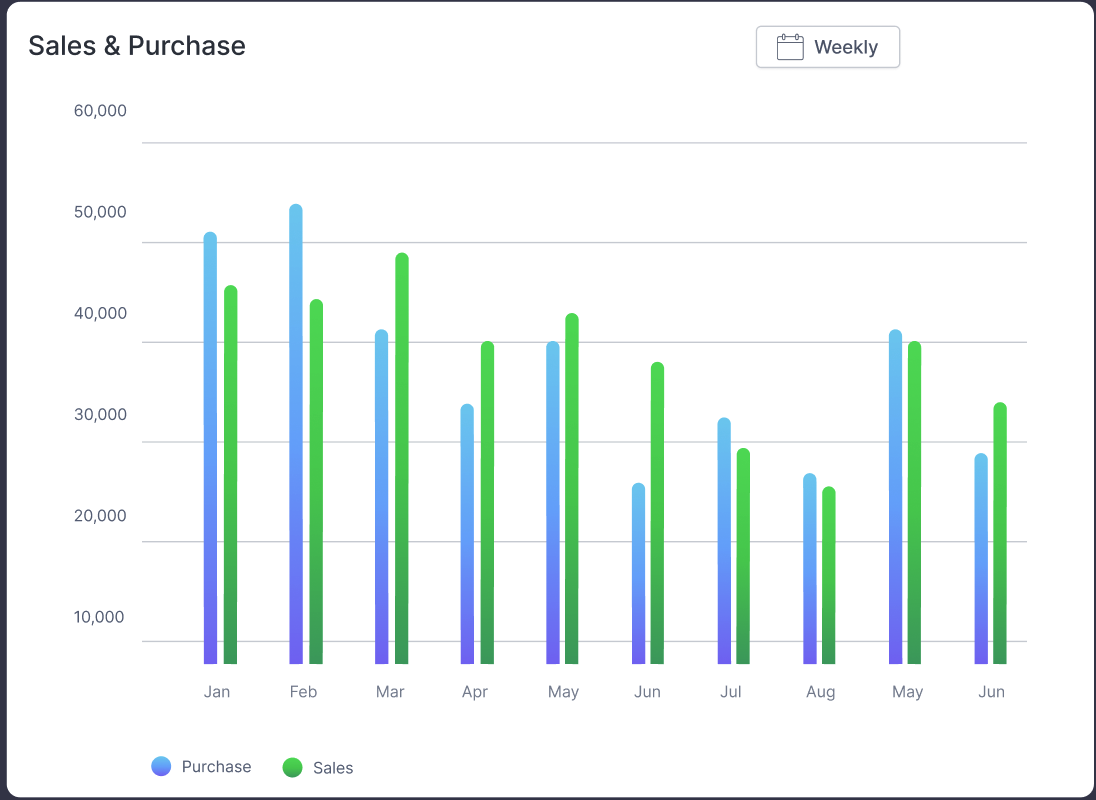 Sales & Purchase
Weekly
60,000
50,000
40,000
30,000
20,000
10,000
Jan Feb Mar Apr May Jun Jul Aug May Jun
Purchase Sales